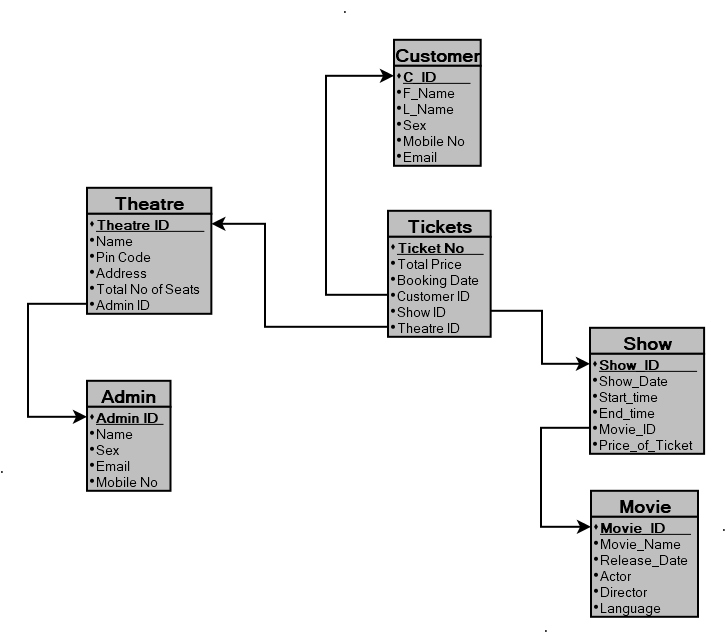 Customer
C_ID
F_Name
L_Name
Sex
Mobile No
Email
Theatre
Theatre ID
Name
Pin Code
Address
Total No of Seats
Admin ID
Tickets
Ticket No
Total Price
Booking Date
Customer ID
Show ID
Theatre ID
Show
Show_ID
Show_Date
Start_time
End_time
Movie_ID
Price_of_Ticket
Admin
Admin ID
Name
Sex
Email
Mobile No
Movie
Movie_ID
Movie_Name
Release_Date
Actor
Director
Language